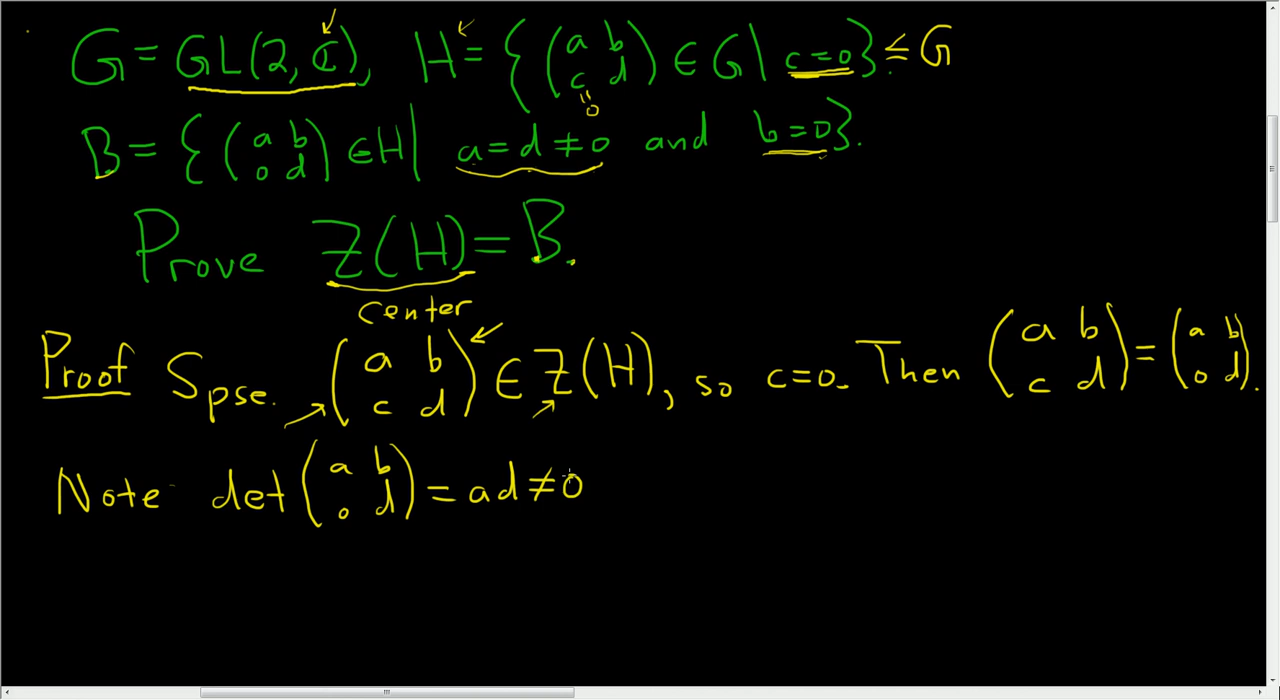 G = GL(2, ℂ), H = { (a b; c d) ∈ G | c = 0 } ≤ G
"0
B = { (a b; 0 d) ∈ H | a = d ≠ 0 and b = 0 }.
Prove Z(H) = B.
center
Proof Spse. (a b; c d) ∈ Z(H), so c = 0. Then (a b; c d) = (a b; 0 d).
Note det (a b; 0 d) = ad ≠ 0